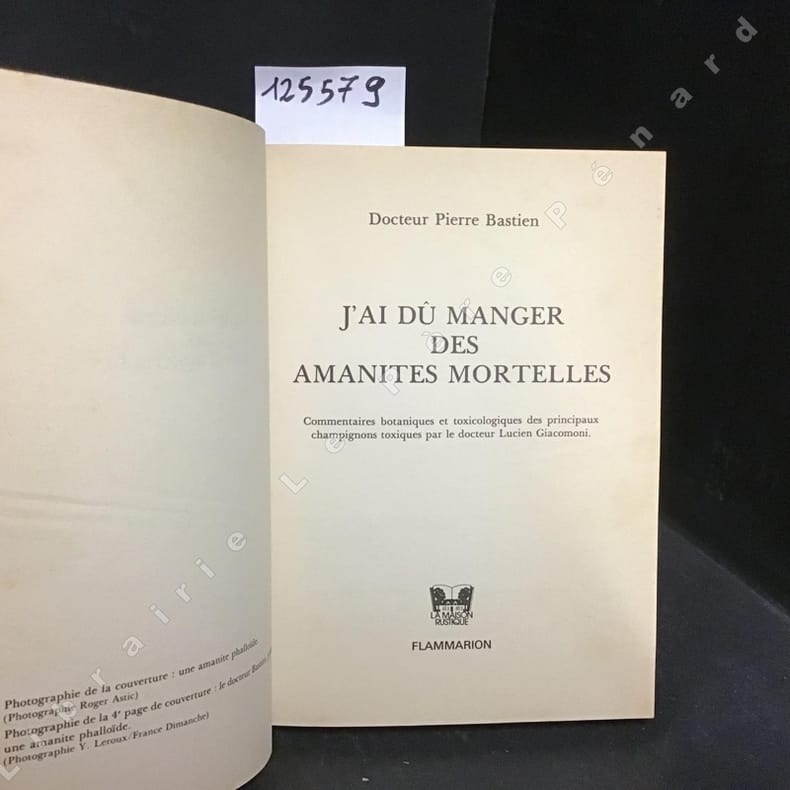 125579
Docteur Pierre Bastien
J'AI DÛ MANGER
DES
AMANITES MORTELLES
Commentaires botaniques et toxicologiques des principaux
champignons toxiques par le docteur Lucien Giacomoni.
LA MAISON
RUSTIQUE
FLAMMARION
Photographie de la couverture : une amanite phalloïde.
(Photographie Roger Astic)
Photographie de la 4e page de couverture : le docteur Bastien,
une amanite phalloïde.
(Photographie Y. Leroux/France Dimanche)
Librairie Le Père Pénard